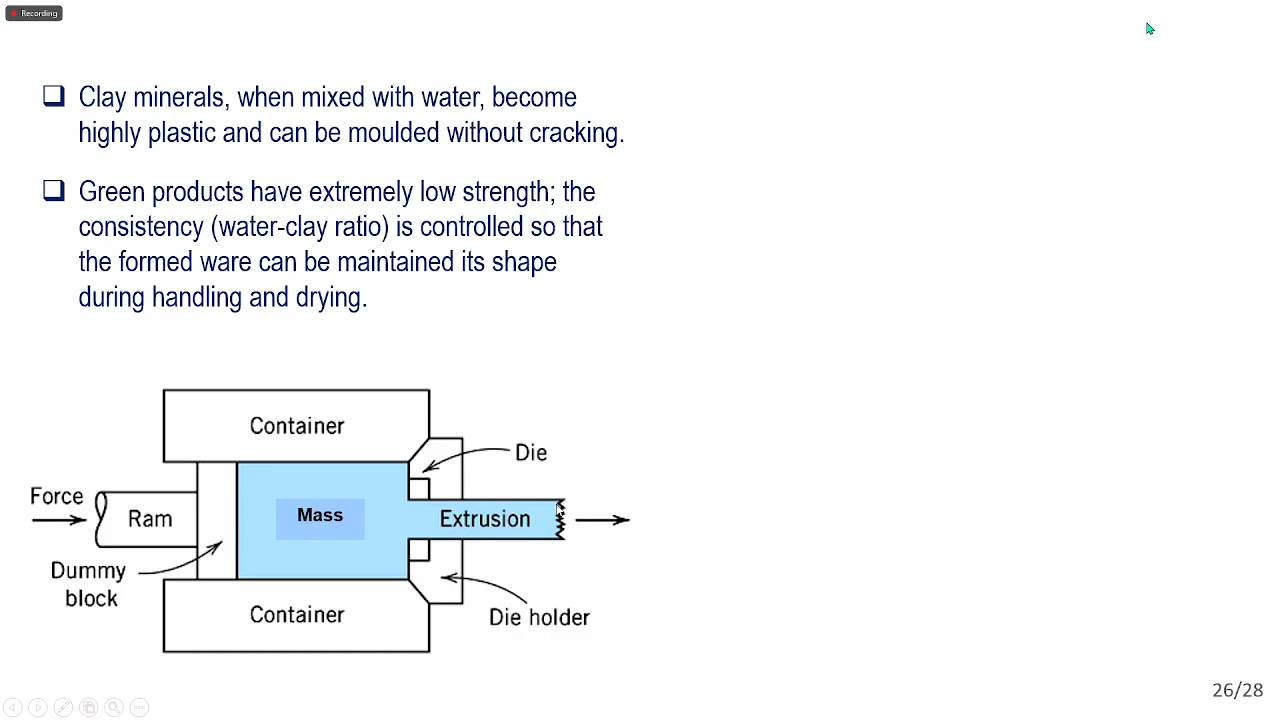 Recording
Clay minerals, when mixed with water, become
highly plastic and can be moulded without cracking.
Green products have extremely low strength; the
consistency (water-clay ratio) is controlled so that
the formed ware can be maintained its shape
during handling and drying.
Container
Die
Force
Ram
Mass
Extrusion
Dummy
block
Container
Die holder
26/28